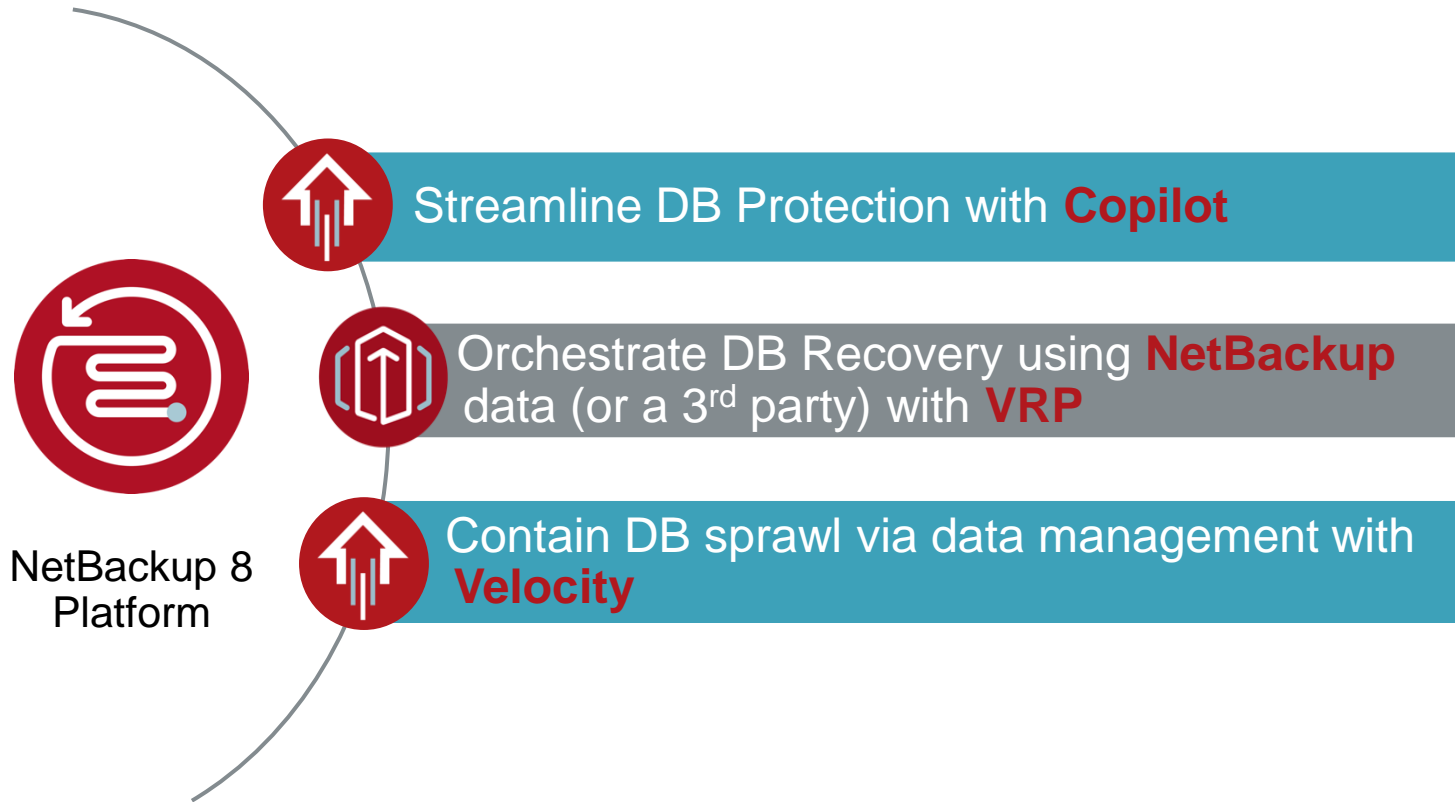 Streamline DB Protection with Copilot
Orchestrate DB Recovery using NetBackup
data (or a 3rd party) with VRP
Contain DB sprawl via data management with
Velocity
NetBackup 8
Platform